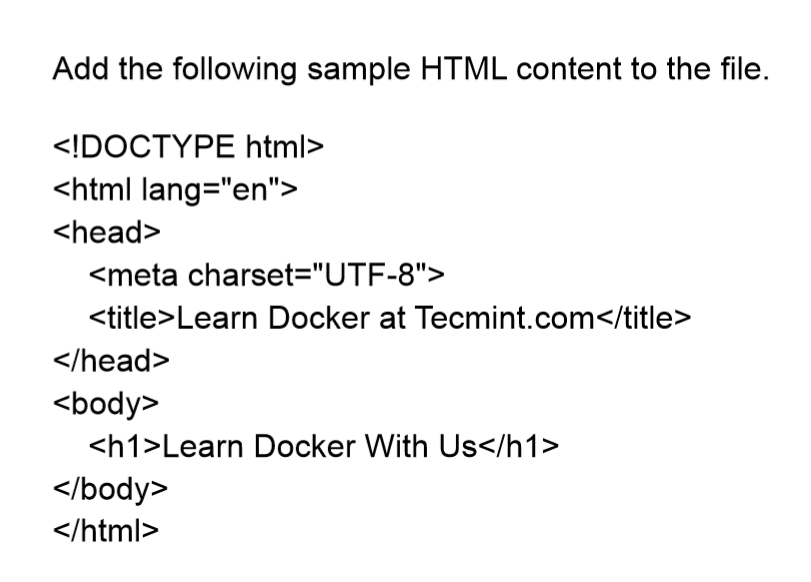 Add the following sample HTML content to the file.
<!DOCTYPE html>
<html lang="en">
<head>
<meta charset="UTF-8">
<title>Learn Docker at Tecmint.com</title>
</head>
<body>
<h1>Learn Docker With Us</h1>
</body>
</html>